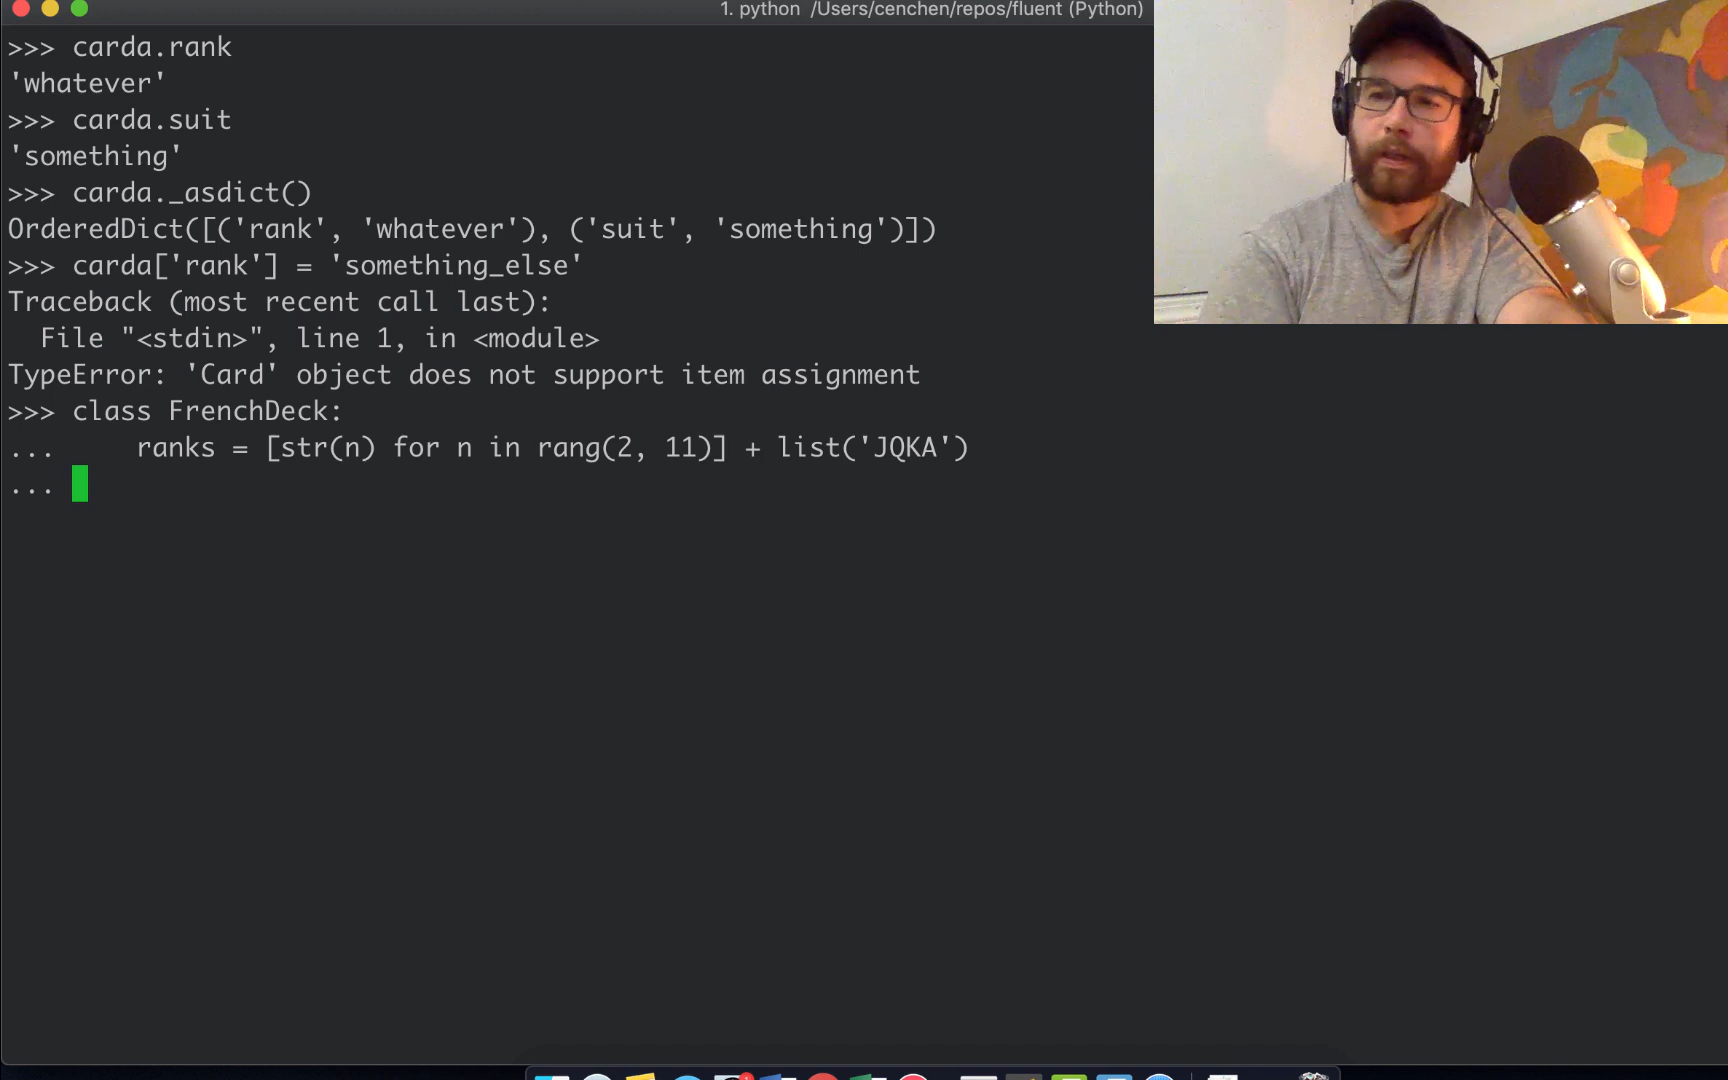 1. python /Users/cenchen/repos/fluent (Python)
>>> carda.rank
'whatever'
>>> carda.suit
'something'
>>> carda._asdict()
OrderedDict([('rank', 'whatever'), ('suit', 'something')])
>>> carda['rank'] = 'something_else'
Traceback (most recent call last):
  File "<stdin>", line 1, in <module>
TypeError: 'Card' object does not support item assignment
>>> class FrenchDeck:
...     ranks = [str(n) for n in rang(2, 11)] + list('JQKA')
...